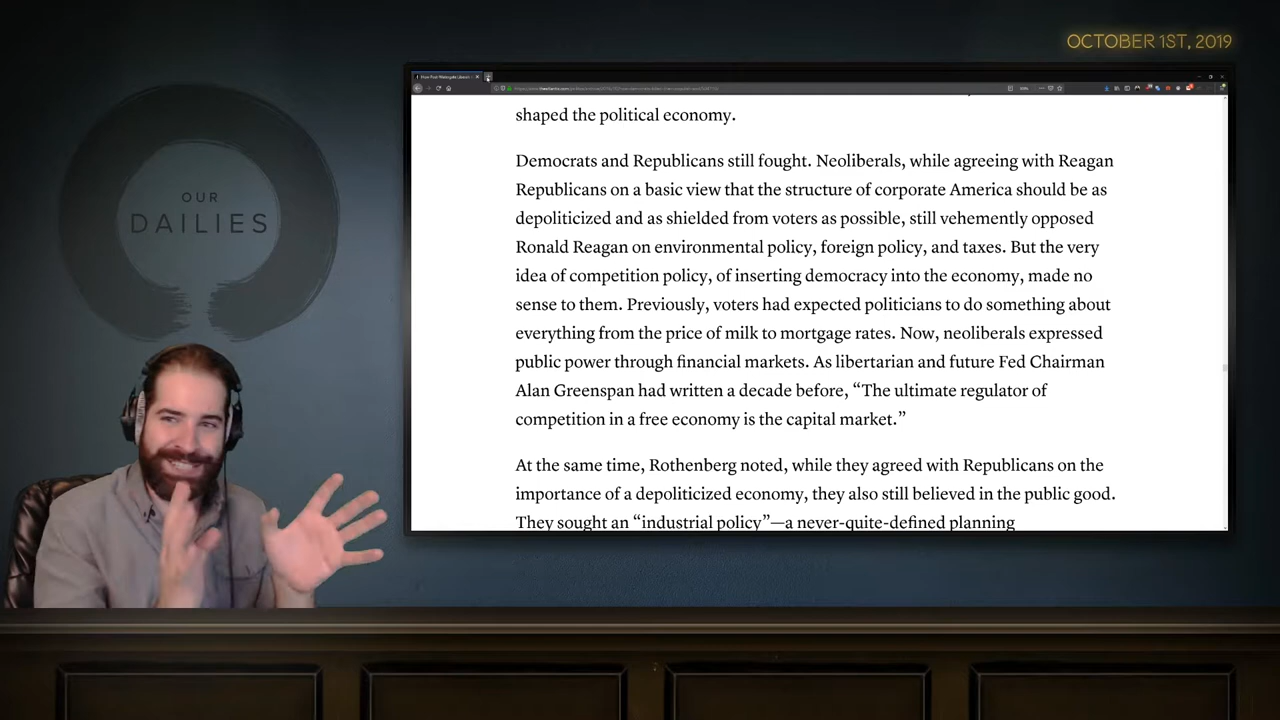 OCTOBER 1ST, 2019
OUR
DAILIES
shaped the political economy.
Democrats and Republicans still fought. Neoliberals, while agreeing with Reagan
Republicans on a basic view that the structure of corporate America should be as
depoliticized and as shielded from voters as possible, still vehemently opposed
Ronald Reagan on environmental policy, foreign policy, and taxes. But the very
idea of competition policy, of inserting democracy into the economy, made no
sense to them. Previously, voters had expected politicians to do something about
everything from the price of milk to mortgage rates. Now, neoliberals expressed
public power through financial markets. As libertarian and future Fed Chairman
Alan Greenspan had written a decade before, “The ultimate regulator of
competition in a free economy is the capital market.”
At the same time, Rothenberg noted, while they agreed with Republicans on the
importance of a depoliticized economy, they also still believed in the public good.
They sought an “industrial policy”—a never-quite-defined planning